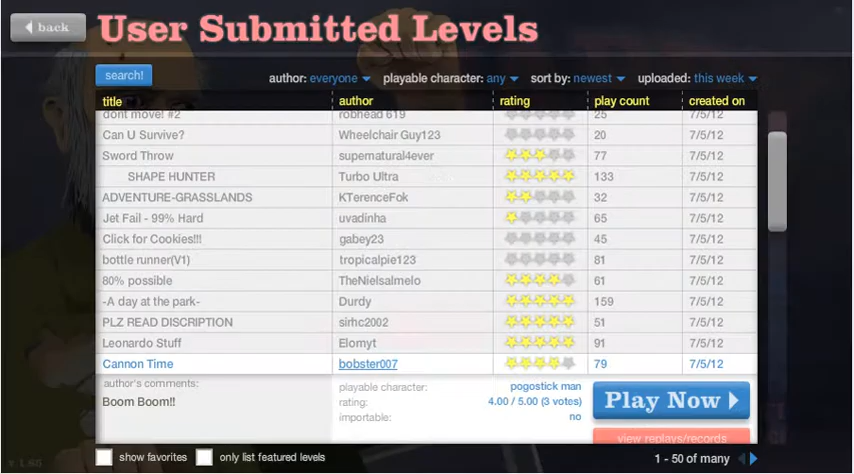 back
User Submitted Levels
search!
author: everyone playable character: any sort by: newest uploaded: this week
title author rating play count created on
dont move! #2 robhead 619 25 7/5/12
Can U Survive? Wheelchair Guy123 20 7/5/12
Sword Throw supernatural4ever 77 7/5/12
SHAPE HUNTER Turbo Ultra 133 7/5/12
ADVENTURE-GRASSLANDS KTerenceFok 32 7/5/12
Jet Fail - 99% Hard uvadinha 65 7/5/12
Click for Cookies!!! gabey23 45 7/5/12
bottle runner(V1) tropicalpie123 81 7/5/12
80% possible TheNielsalmelo 61 7/5/12
-A day at the park- Durdy 159 7/5/12
PLZ READ DISCRIPTION sirhc2002 51 7/5/12
Leonardo Stuff Elomyt 91 7/5/12
Cannon Time bobster007 79 7/5/12
author's comments:
Boom Boom!!
playable character: pogostick man
rating: 4.00 / 5.00 (3 votes)
importable: no
Play Now
view replays/records
show favorites only list featured levels 1 - 50 of many